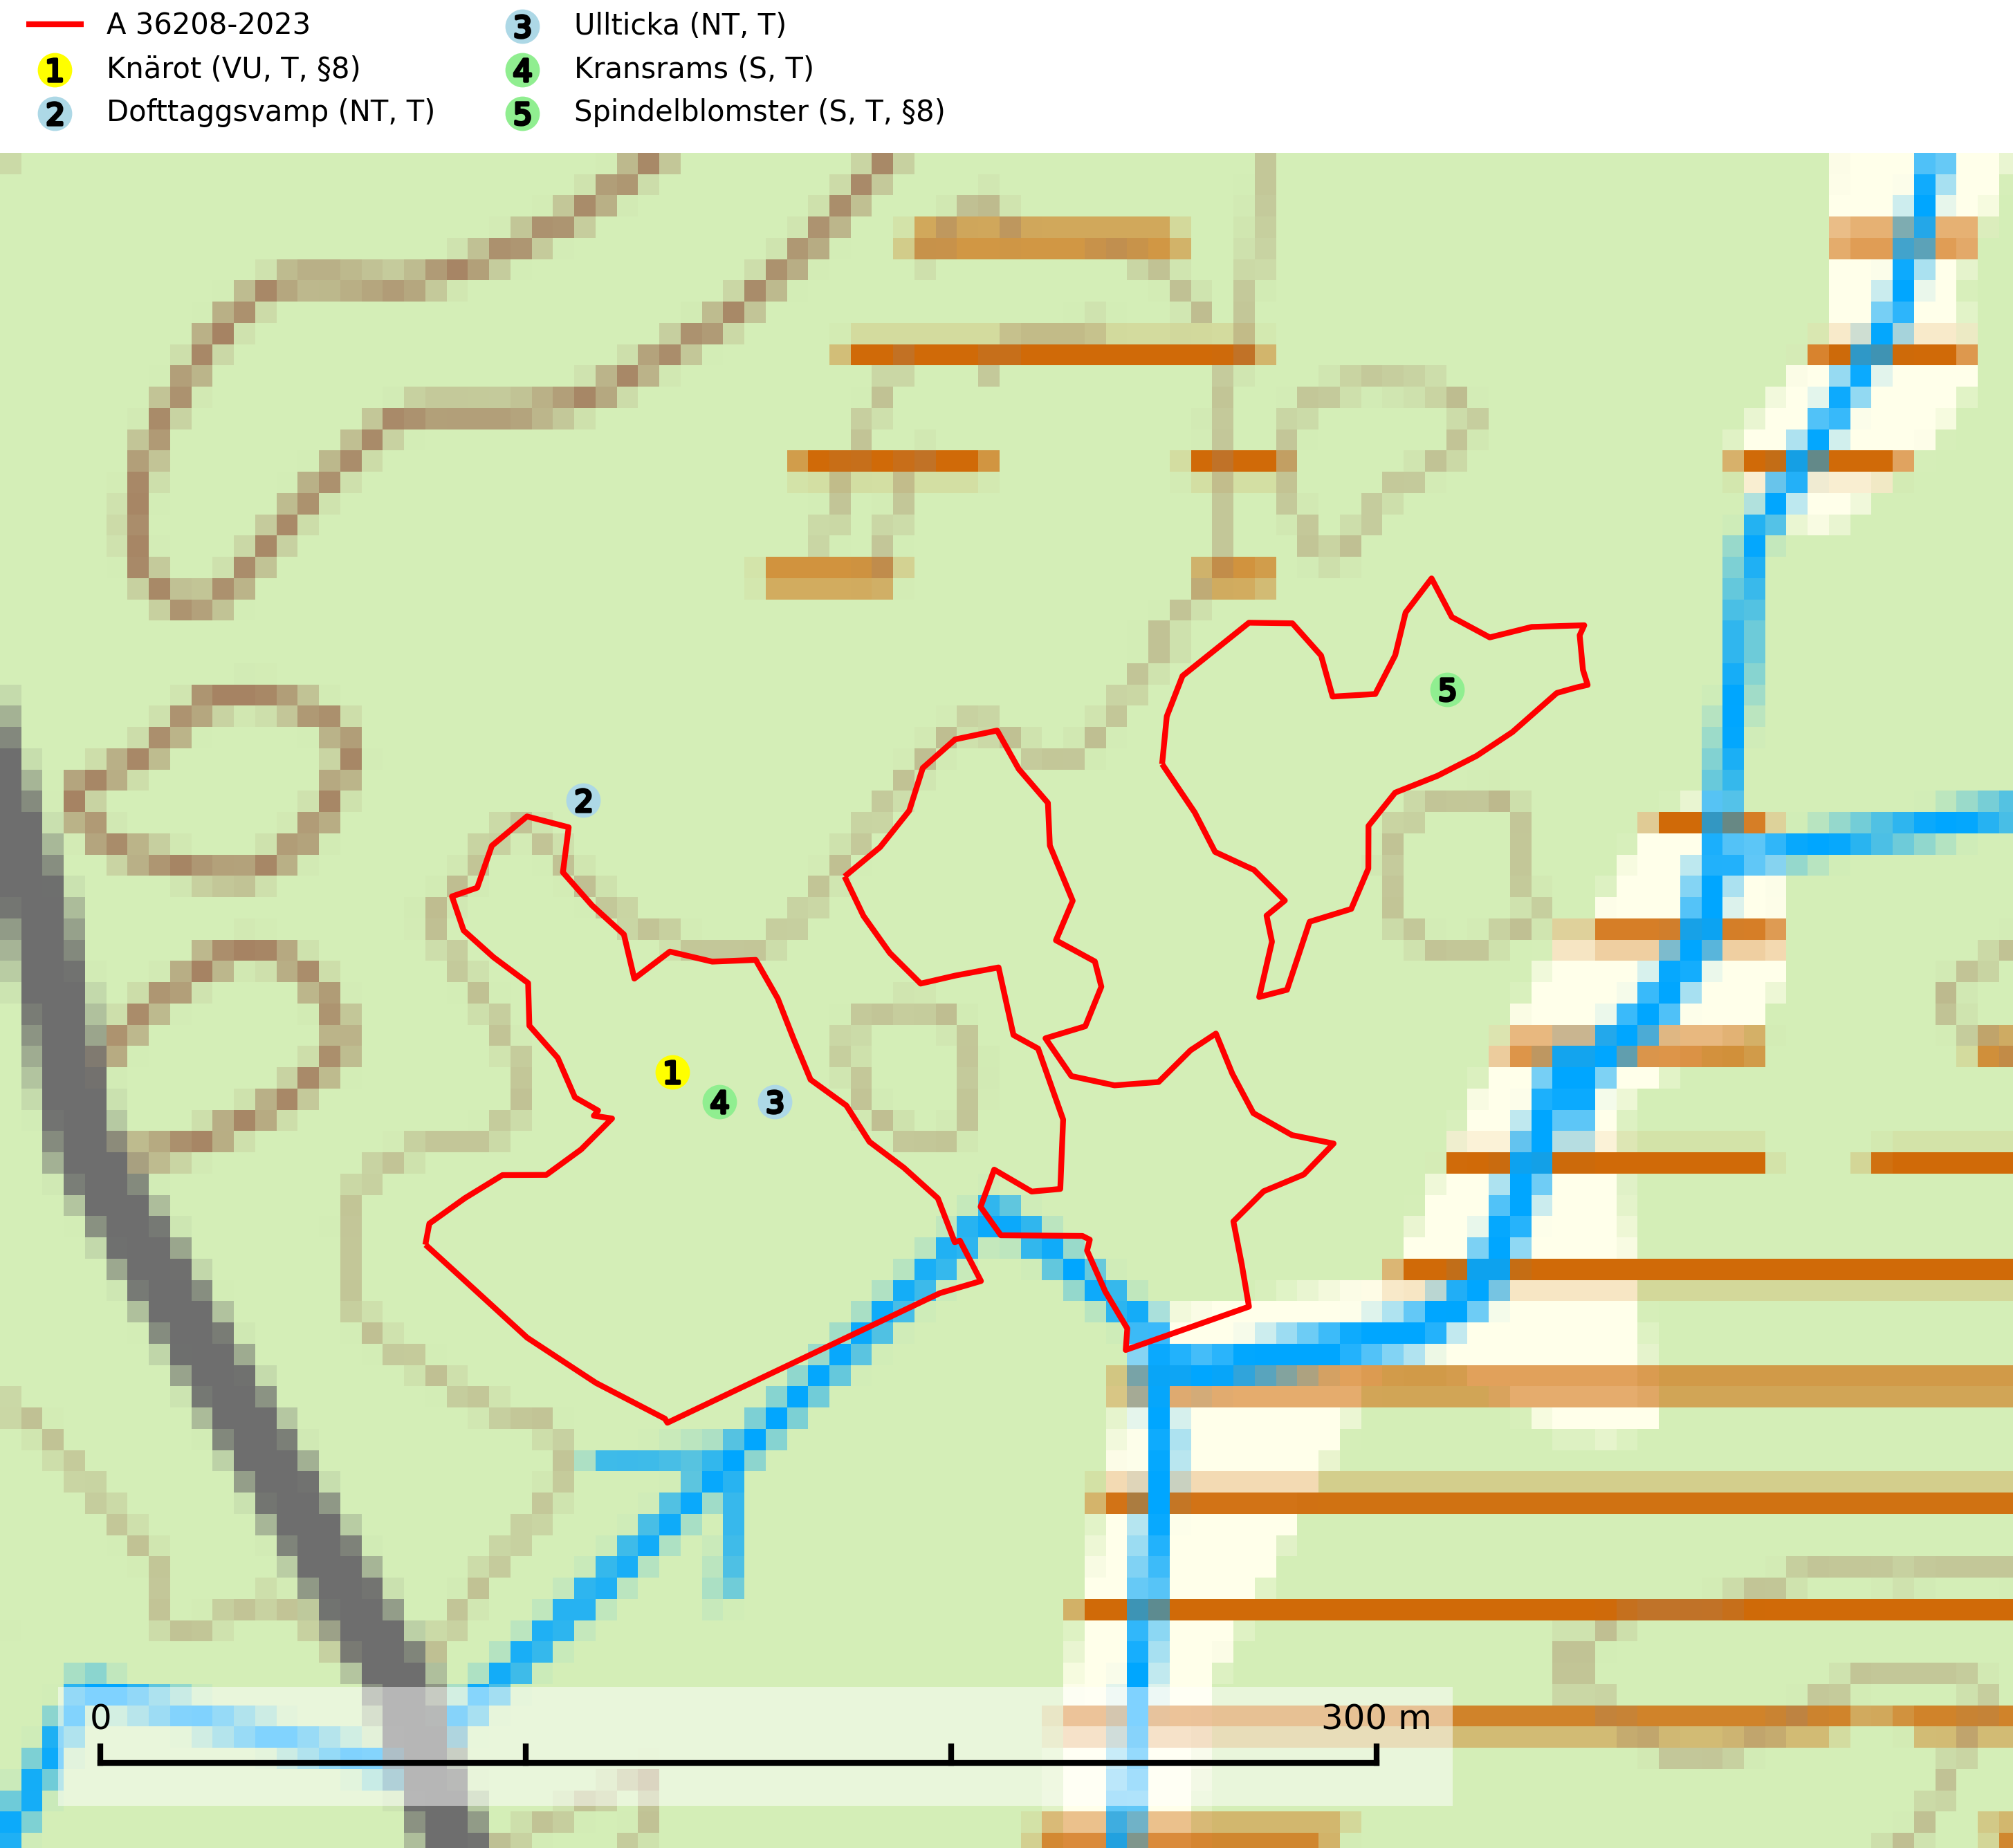 A 36208-2023
1 Knärot (VU, T, §8)
2 Dofttaggsvamp (NT, T)
3 Ullticka (NT, T)
4 Kransrams (S, T)
5 Spindelblomster (S, T, §8)
5
2
1
4 3
0 300 m